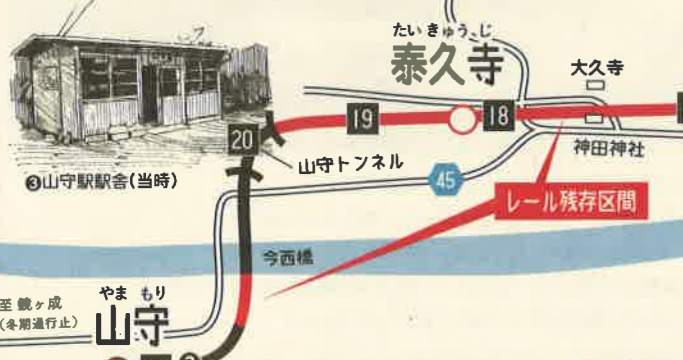 たいきゅうじ
泰久寺
大久寺
19
18
20
神田神社
山守トンネル
❸山守駅駅舎(当時)
45
レール残存区間
今西橋
至 鏡ヶ成
(冬期通行止)
やまもり
山守